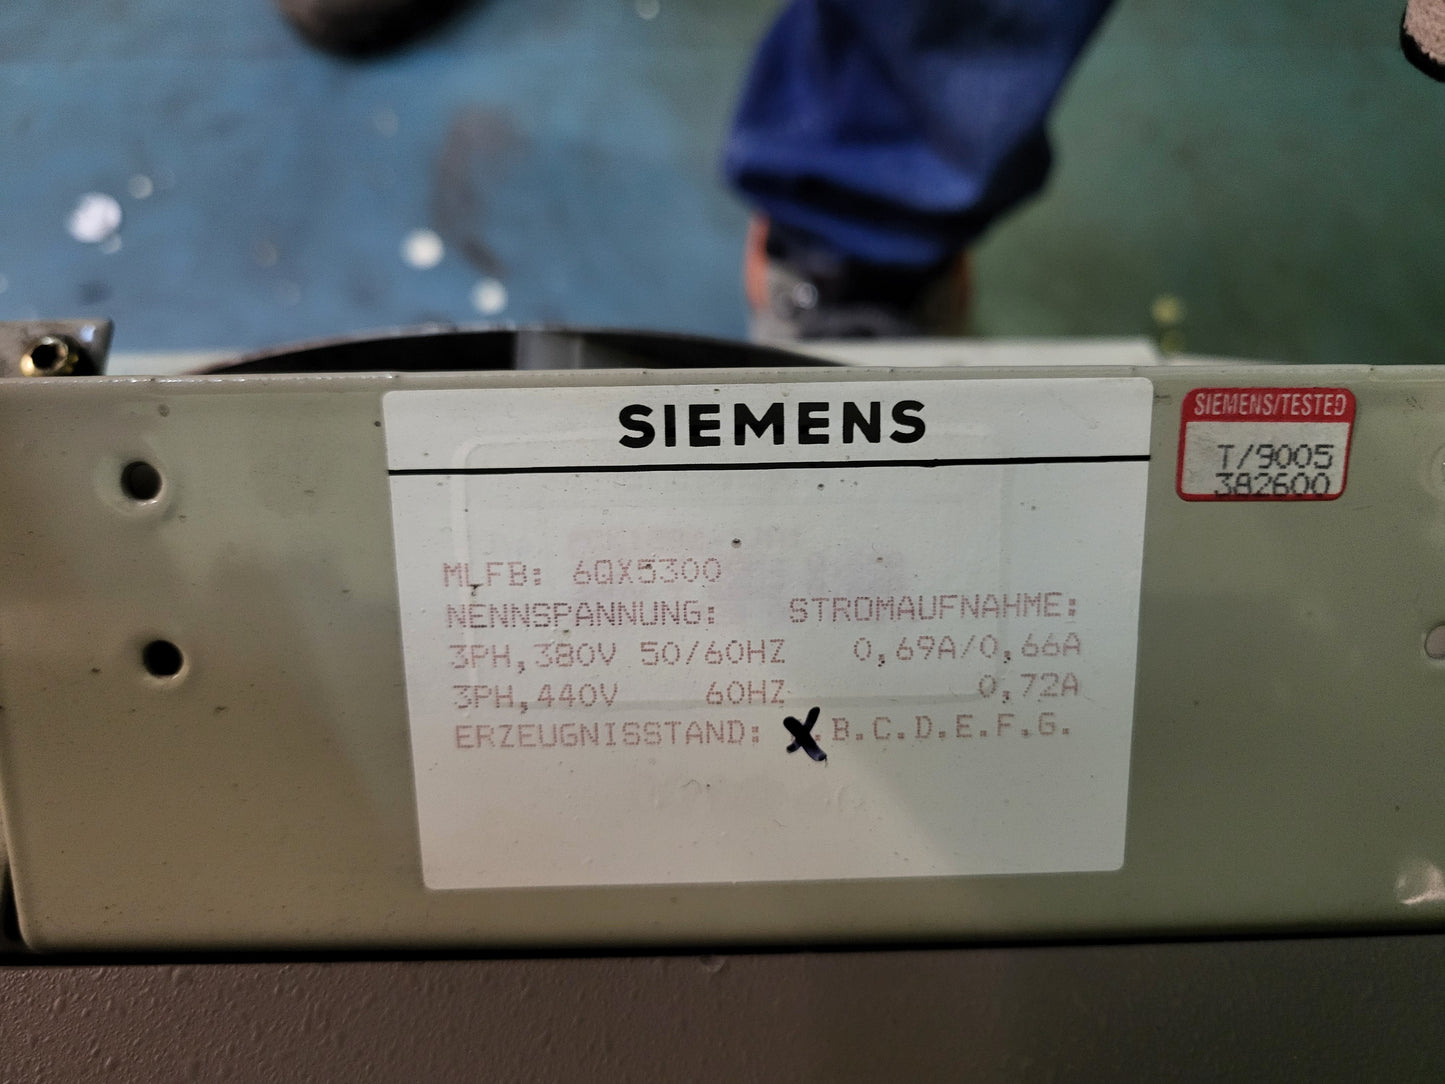 SIEMENS
SIEMENS/TESTED
T/9005
382600
MLFB: 6QX5300
NENNSPANNUNG: STROMAUFNAHME:
3PH,380V 50/60HZ 0,69A/0,66A
3PH,440V 60HZ 0,72A
ERZEUGNISSTAND: X.B.C.D.E.F.G.